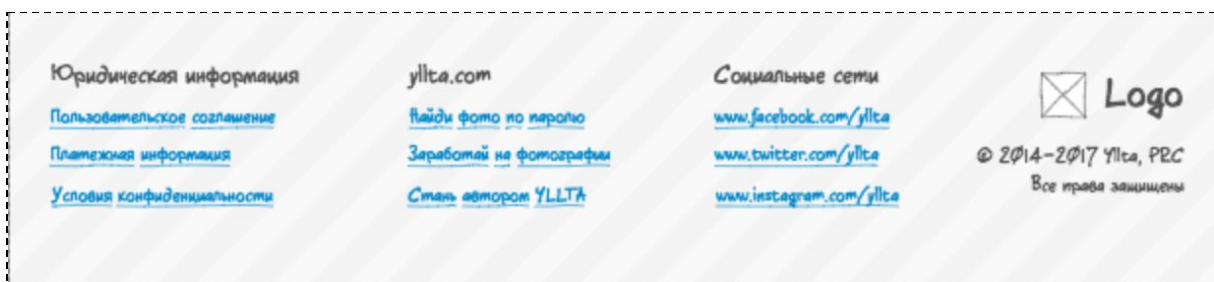 Юридическая информация
Пользовательское соглашение
Платежная информация
Условия конфиденциальности
yllta.com
Найди фото по паролю
Заработай на фотографии
Стань автором YLLTA
Социальные сети
www.facebook.com/yllta
www.twitter.com/yllta
www.instagram.com/yllta
Logo
© 2014-2017 Yllta, PRC
Все права защищены